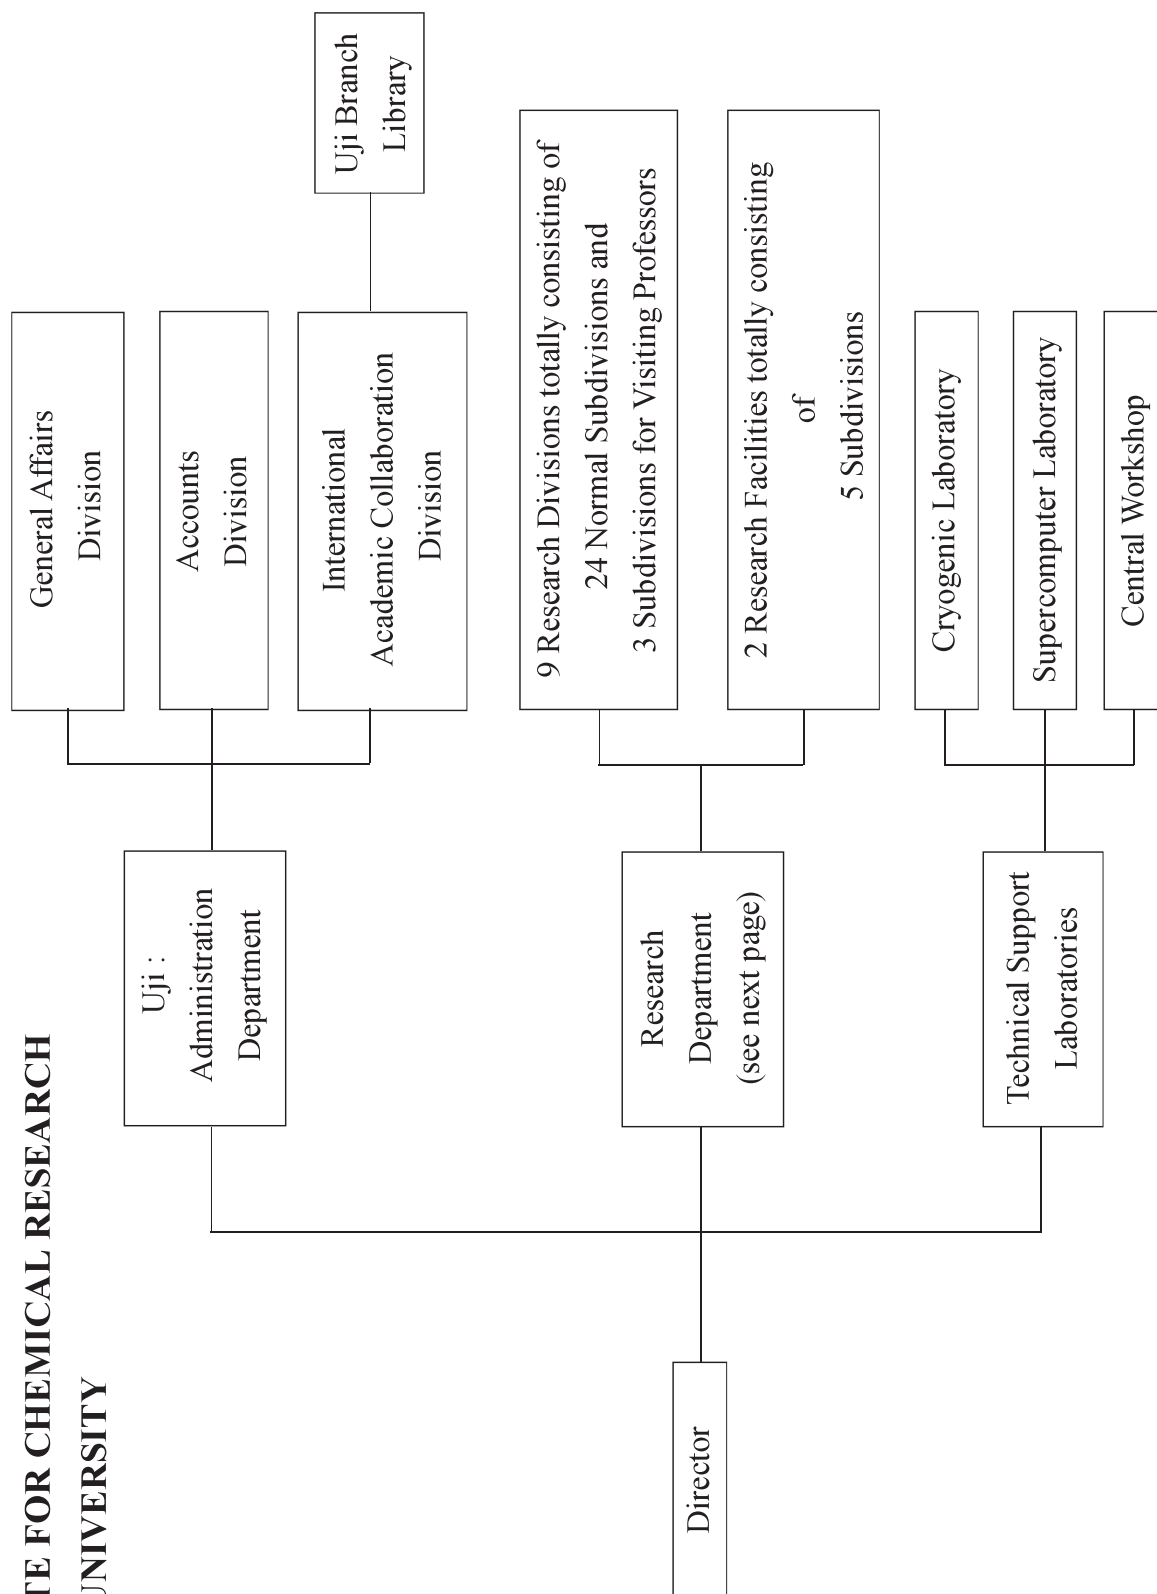 TE FOR CHEMICAL RESEARCH
UNIVERSITY
Director
Uji :
Administration
Department
Research
Department
(see next page)
Technical Support
Laboratories
General Affairs
Division
Accounts
Division
International
Academic Collaboration
Division
Uji Branch
Library
9 Research Divisions totally consisting of
24 Normal Subdivisions and
3 Subdivisions for Visiting Professors
2 Research Facilities totally consisting
of
5 Subdivisions
Cryogenic Laboratory
Supercomputer Laboratory
Central Workshop